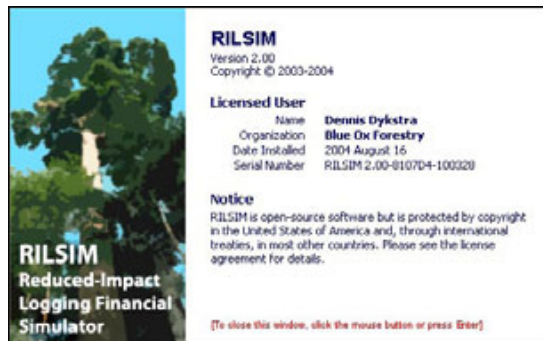 RILSIM
Version 2.00
Copyright © 2003-2004
Licensed User
Name Dennis Dykstra
Organization Blue Ox Forestry
Date Installed 2004 August 16
Serial Number RILSIM 2.00-8107D4-100328
Notice
RILSIM is open-source software but is protected by copyright
in the United States of America and, through international
treaties, in most other countries. Please see the license
agreement for details.
[To close this window, click the mouse button or press Enter]
RILSIM
Reduced-Impact
Logging Financial
Simulator